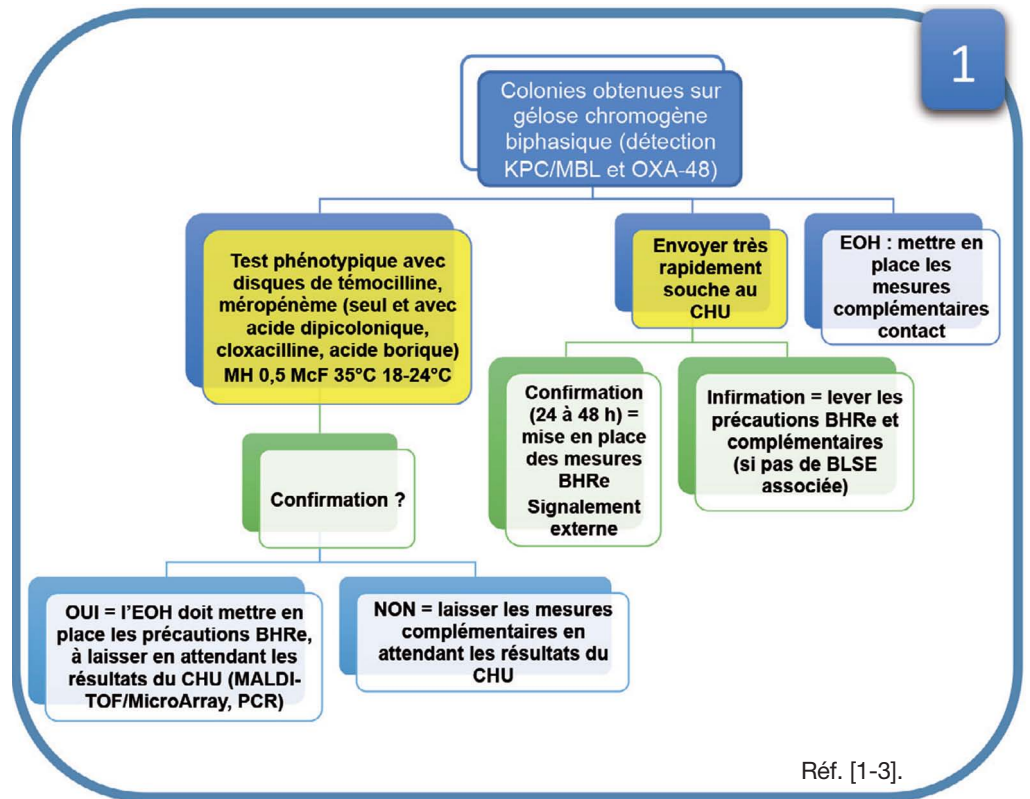 1
Colonies obtenues sur
gélose chromogène
biphasique (détection
KPC/MBL et OXA-48)
Test phénotypique avec
disques de témocilline,
méropénème (seul et avec
acide dipicolonique,
cloxacilline, acide borique)
MH 0,5 McF 35°C 18-24°C
Envoyer très
rapidement
souche au
CHU
EOH : mettre en
place les
mesures
complémentaires
contact
Confirmation
(24 à 48 h) =
mise en place
des mesures
BHRe
Signalement
externe
Infirmation = lever les
précautions BHRe et
complémentaires
(si pas de BLSE
associée)
Confirmation ?
OUI = l'EOH doit mettre en
place les précautions BHRe,
à laisser en attendant les
résultats du CHU (MALDI-
TOF/MicroArray, PCR)
NON = laisser les mesures
complémentaires en
attendant les résultats du
CHU
Réf. [1-3].